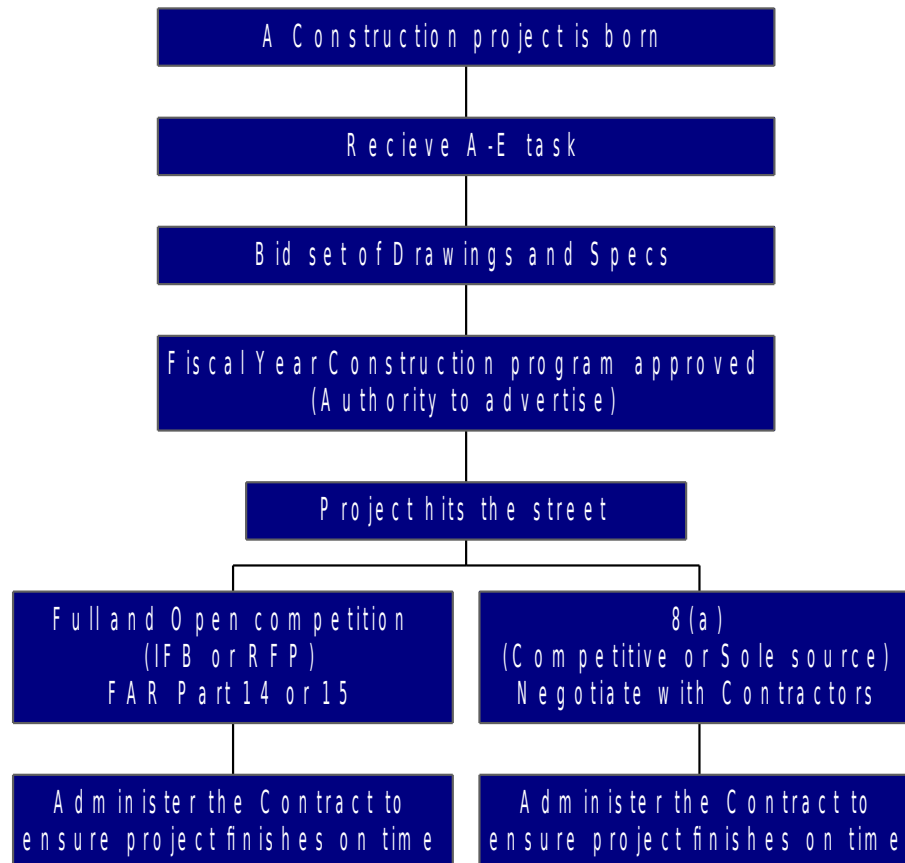 A Construction project is born
Recieve A-E task
Bid set of Drawings and Specs
Fiscal Year Construction program approved
(Authority to advertise)
Project hits the street
Full and Open competition
(IFB or RFP)
FAR Part 14 or 15
8(a)
(Competitive or Sole source)
Negotiate with Contractors
Administer the Contract to
ensure project finishes on time
Administer the Contract to
ensure project finishes on time